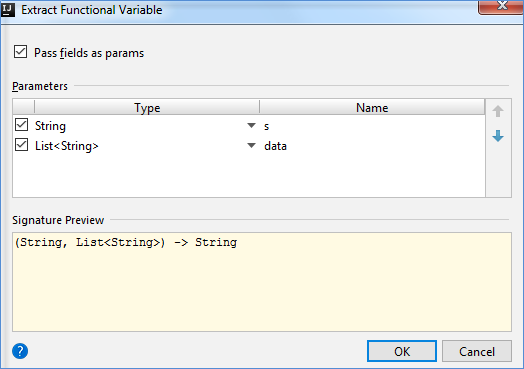 IJ Extract Functional Variable
Pass fields as params
Parameters
Type Name
String s
List<String> data
Signature Preview
(String, List<String>) -> String
? OK Cancel